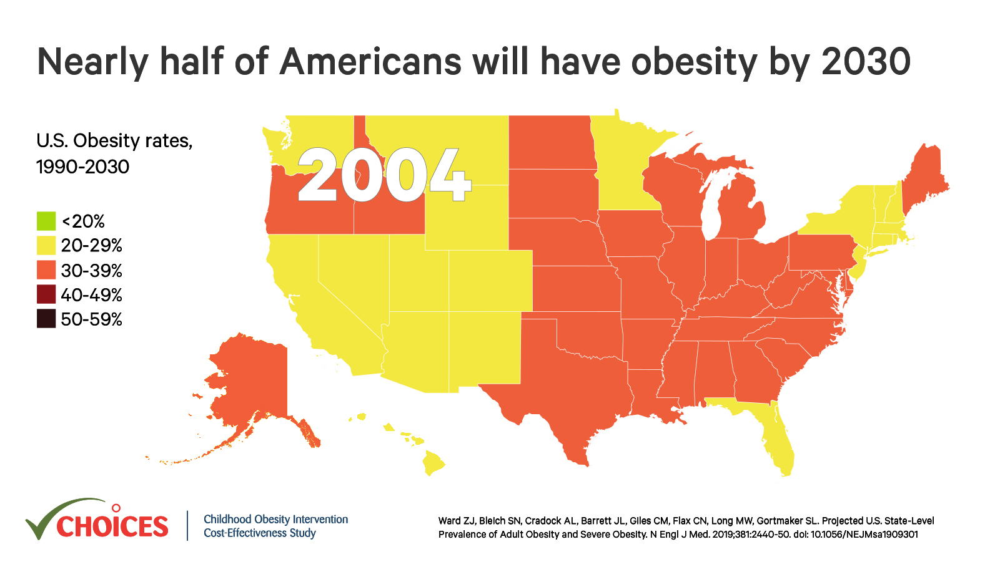 Nearly half of Americans will have obesity by 2030
U.S. Obesity rates,
1990-2030
2004
<20%
20-29%
30-39%
40-49%
50-59%
CHOICES
Childhood Obesity Intervention
Cost-Effectiveness Study
Ward ZJ, Bleich SN, Cradock AL, Barrett JL, Giles CM, Flax CN, Long MW, Gortmaker SL. Projected U.S. State-Level
Prevalence of Adult Obesity and Severe Obesity. N Engl J Med. 2019;381:2440-50. doi: 10.1056/NEJMsa1909301